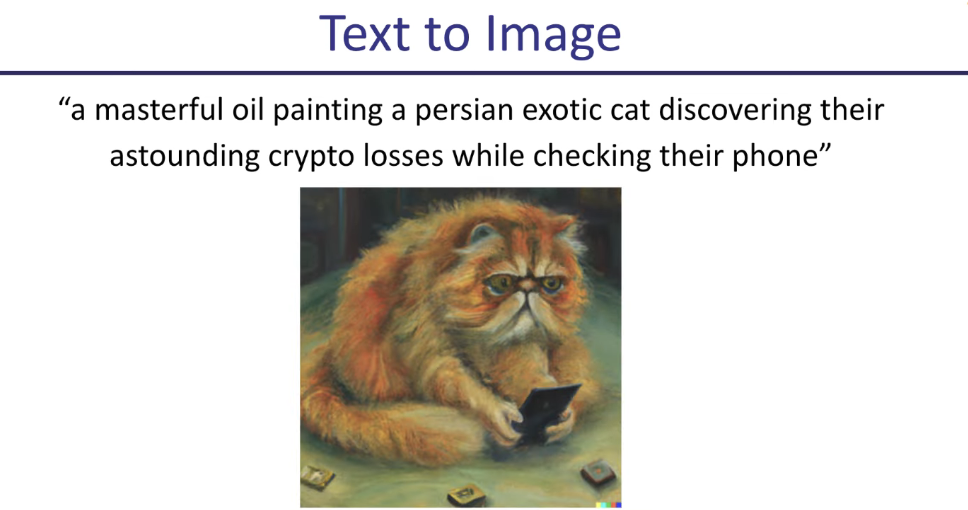 Text to Image
“a masterful oil painting a persian exotic cat discovering their
astounding crypto losses while checking their phone”